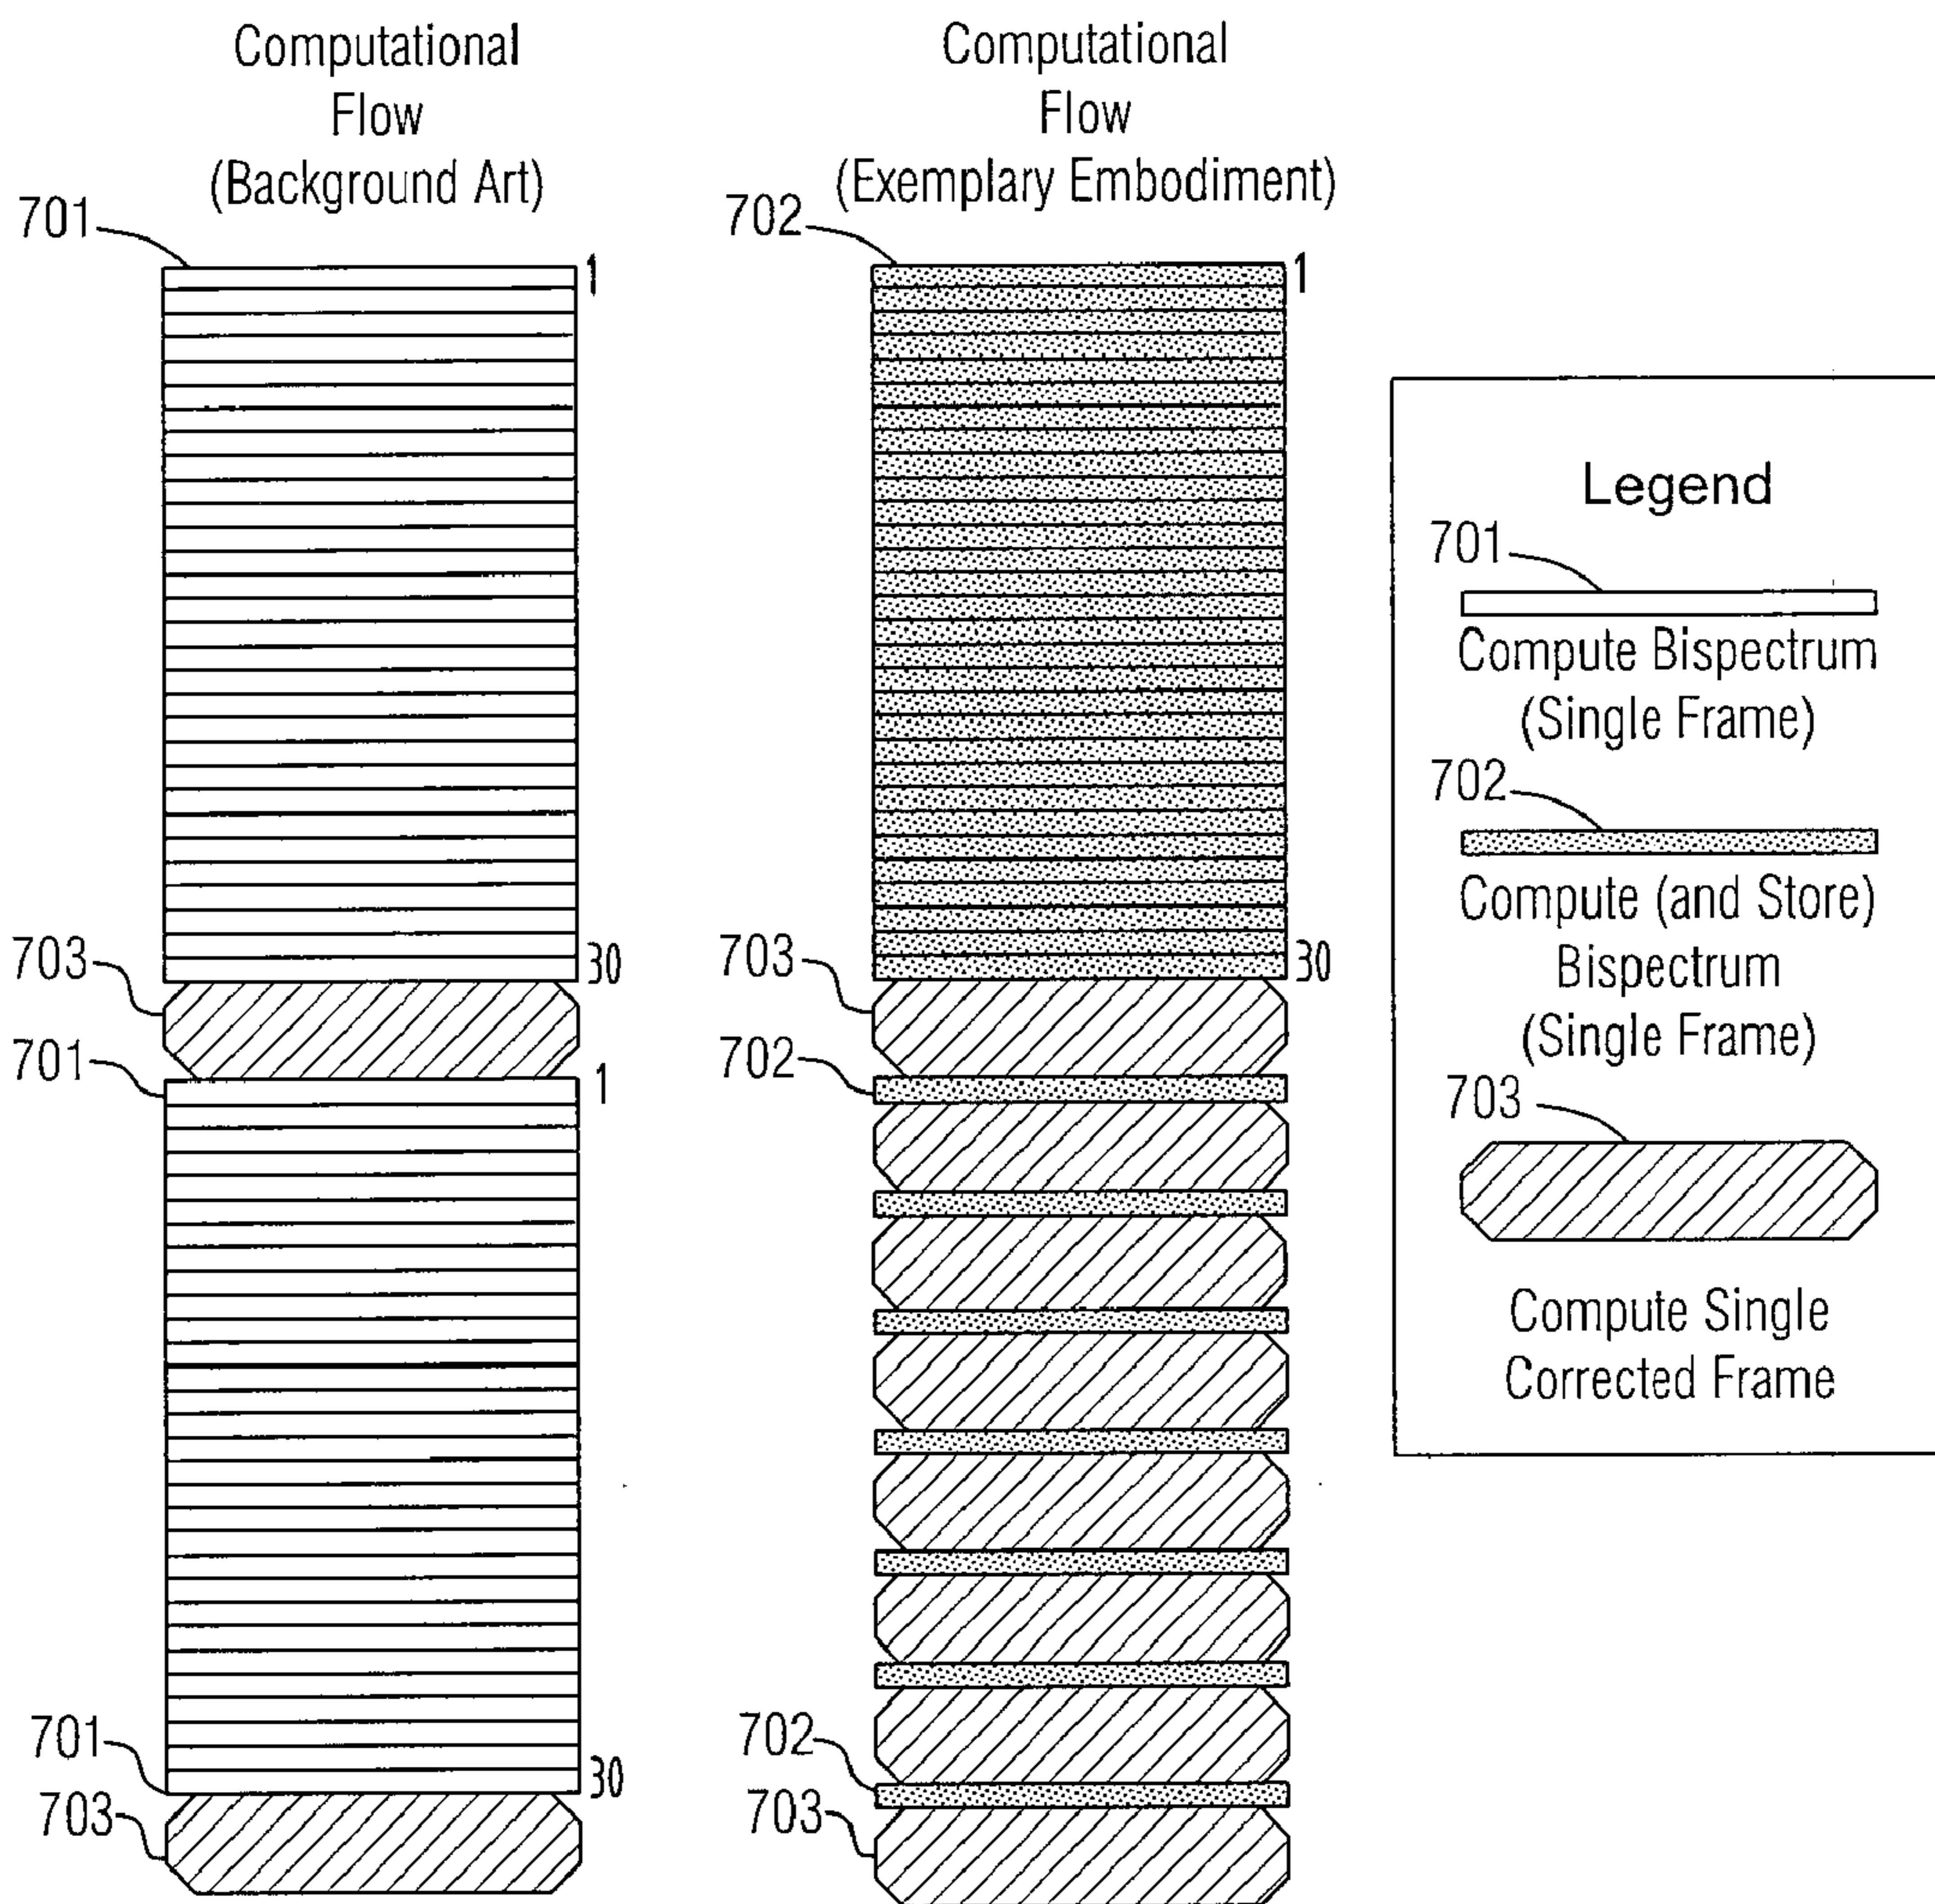 Computational
Flow
(Background Art)
701
1
30
703
701
1
701
30
703
Computational
Flow
(Exemplary Embodiment)
702
1
703
30
702
702
703
Legend
701
Compute Bispectrum
(Single Frame)
702
Compute (and Store)
Bispectrum
(Single Frame)
703
Compute Single
Corrected Frame